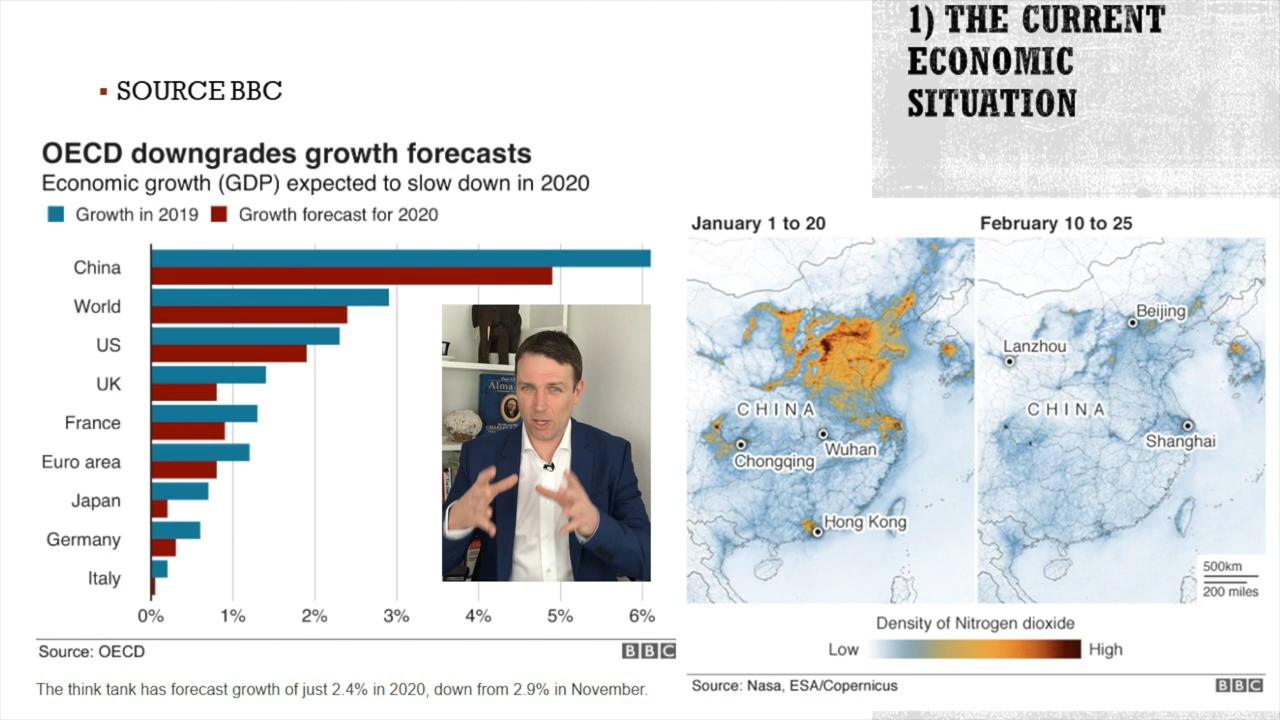 1) THE CURRENT
ECONOMIC
SITUATION
SOURCE BBC
OECD downgrades growth forecasts
Economic growth (GDP) expected to slow down in 2020
Growth in 2019 Growth forecast for 2020
China
World
US
UK
France
Euro area
Japan
Germany
Italy
0% 1% 2% 3% 4% 5% 6%
Source: OECD
BBC
The think tank has forecast growth of just 2.4% in 2020, down from 2.9% in November.
January 1 to 20
CHINA
Chongqing
Wuhan
Hong Kong
February 10 to 25
Beijing
Lanzhou
CHINA
Shanghai
500km
200 miles
Density of Nitrogen dioxide
Low High
Source: Nasa, ESA/Copernicus
BBC